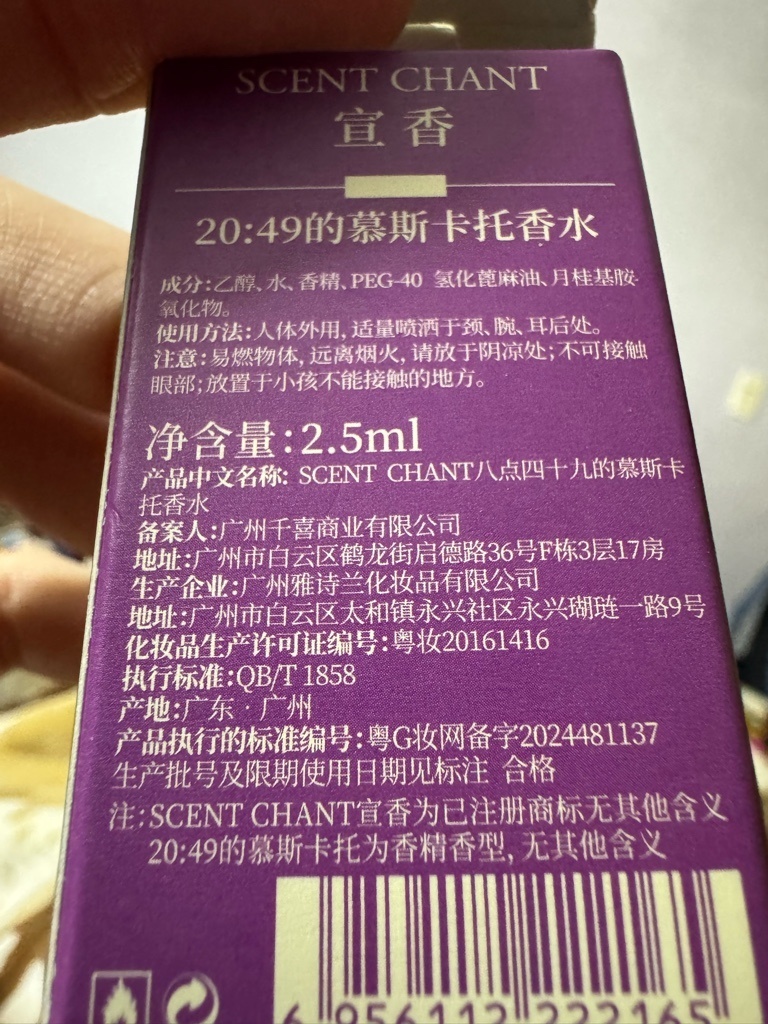 SCENT CHANT
宣香
20:49的慕斯卡托香水
成分:乙醇、水、香精、PEG-40 氢化蓖麻油、月桂基胺
氧化物。
使用方法:人体外用, 适量喷洒于颈、腕、耳后处。
注意:易燃物体, 远离烟火, 请放于阴凉处;不可接触
眼部;放置于小孩不能接触的地方。
净含量:2.5ml
产品中文名称: SCENT CHANT八点四十九的慕斯卡
托香水
备案人:广州千喜商业有限公司
地址:广州市白云区鹤龙街启德路36号F栋3层17房
生产企业:广州雅诗兰化妆品有限公司
地址:广州市白云区太和镇永兴社区永兴瑚琏一路9号
化妆品生产许可证编号:粤妆20161416
执行标准:QB/T 1858
产地:广东·广州
产品执行的标准编号:粤G妆网备字2024481137
生产批号及限期使用日期见标注 合格
注:SCENT CHANT宣香为已注册商标无其他含义
20:49的慕斯卡托为香精香型, 无其他含义
6 956112 222165